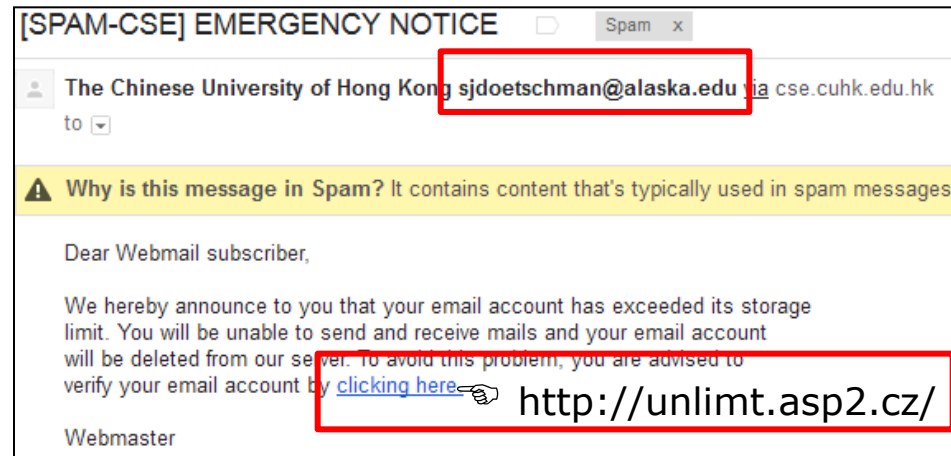 [SPAM-CSE] EMERGENCY NOTICE Spam x
The Chinese University of Hong Kong sjdoetschman@alaska.edu via cse.cuhk.edu.hk
to
Why is this message in Spam? It contains content that's typically used in spam messages
Dear Webmail subscriber,
We hereby announce to you that your email account has exceeded its storage
limit. You will be unable to send and receive mails and your email account
will be deleted from our server. To avoid this problem, you are advised to
verify your email account by clicking here. http://unlimt.asp2.cz/
Webmaster